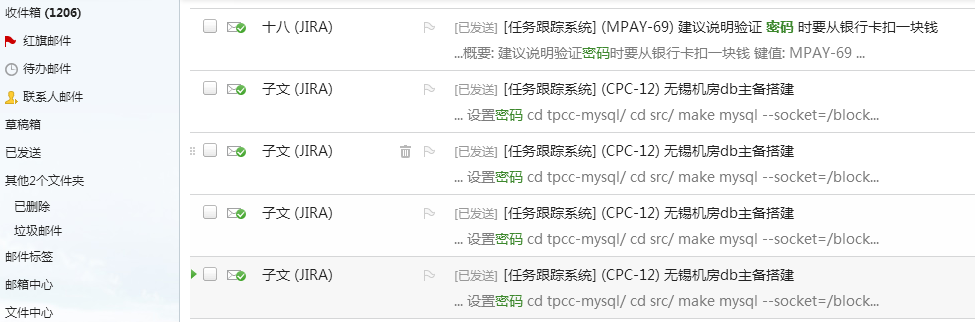 收件箱 (1206)
红旗邮件
待办邮件
联系人邮件
草稿箱
已发送
其他2个文件夹
已删除
垃圾邮件
邮件标签
邮箱中心
文件中心
十八 (JIRA) [已发送] [任务跟踪系统] (MPAY-69) 建议说明验证 密码 时要从银行卡扣一块钱
...概要: 建议说明验证密码时要从银行卡扣一块钱 键值: MPAY-69 ...
子文 (JIRA) [已发送] [任务跟踪系统] (CPC-12) 无锡机房db主备搭建
... 设置密码 cd tpcc-mysql/ cd src/ make mysql --socket=/block...
子文 (JIRA) [已发送] [任务跟踪系统] (CPC-12) 无锡机房db主备搭建
... 设置密码 cd tpcc-mysql/ cd src/ make mysql --socket=/block...
子文 (JIRA) [已发送] [任务跟踪系统] (CPC-12) 无锡机房db主备搭建
... 设置密码 cd tpcc-mysql/ cd src/ make mysql --socket=/block...
子文 (JIRA) [已发送] [任务跟踪系统] (CPC-12) 无锡机房db主备搭建
... 设置密码 cd tpcc-mysql/ cd src/ make mysql --socket=/block...